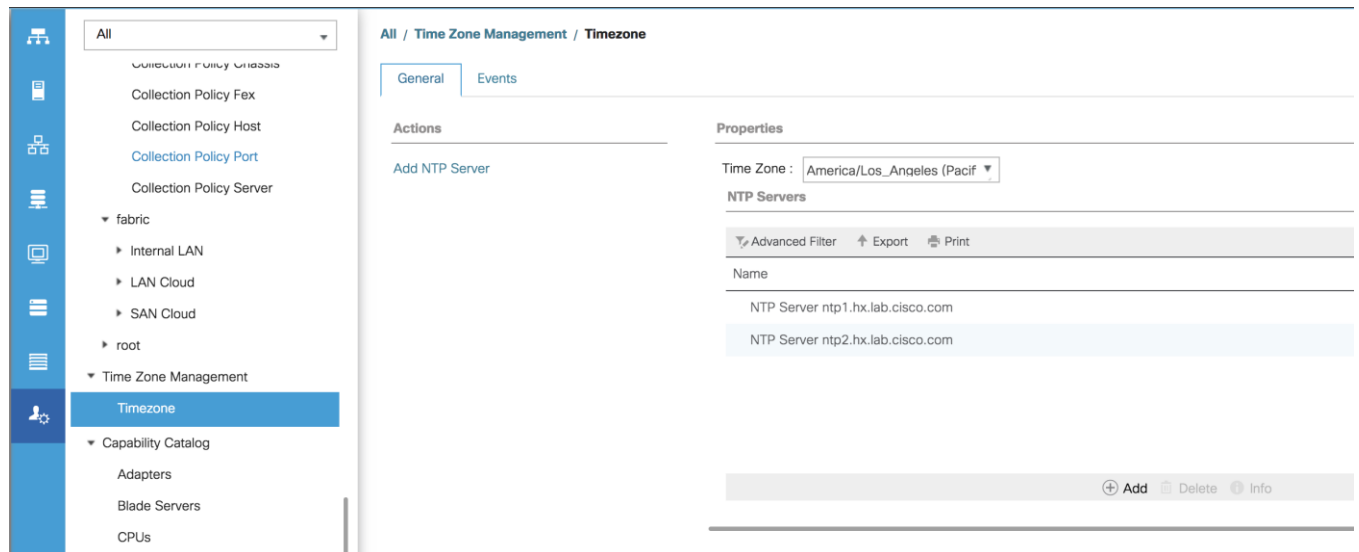 All
Collection Policy Chassis
Collection Policy Fex
Collection Policy Host
Collection Policy Port
Collection Policy Server
fabric
Internal LAN
LAN Cloud
SAN Cloud
root
Time Zone Management
Timezone
Capability Catalog
Adapters
Blade Servers
CPUs
All / Time Zone Management / Timezone
General Events
Actions
Add NTP Server
Properties
Time Zone : America/Los_Angeles (Pacif
NTP Servers
Advanced Filter Export Print
Name
NTP Server ntp1.hx.lab.cisco.com
NTP Server ntp2.hx.lab.cisco.com
Add Delete Info